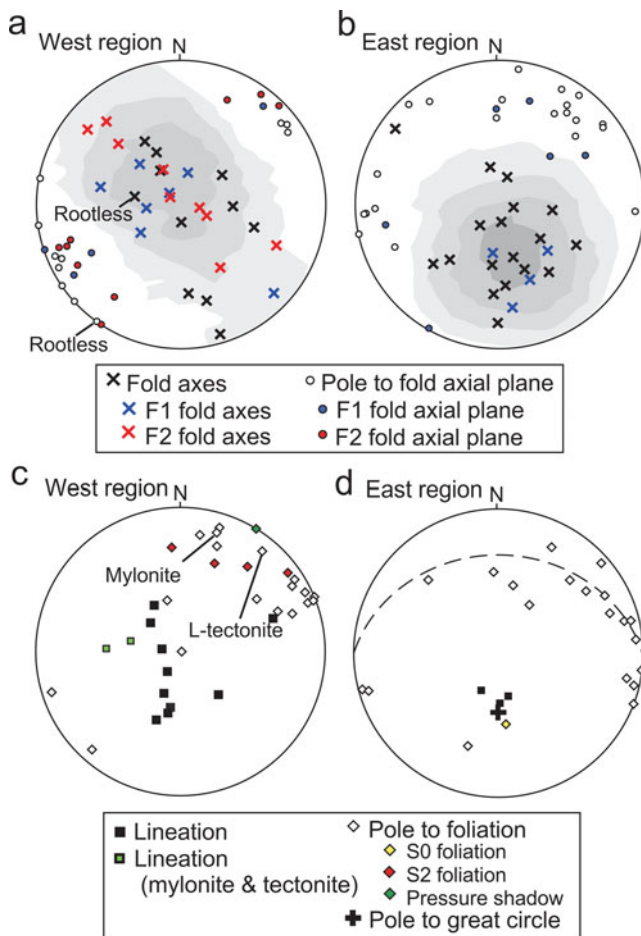 a
West region
N
Rootless
Rootless
b
East region
N
Fold axes
F1 fold axes
F2 fold axes
Pole to fold axial plane
F1 fold axial plane
F2 fold axial plane
c
West region
N
Mylonite
L-tectonite
d
East region
N
Lineation
Lineation
(mylonite & tectonite)
Pole to foliation
S0 foliation
S2 foliation
Pressure shadow
Pole to great circle